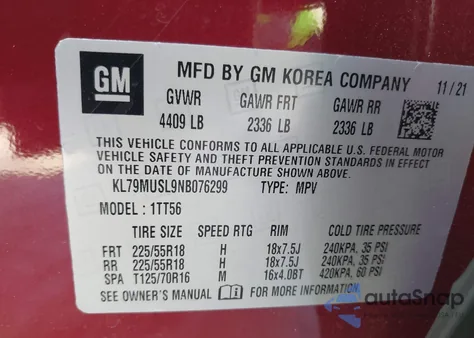 GM
MFD BY GM KOREA COMPANY 11/21
GVWR GAWR FRT GAWR RR
4409 LB 2336 LB 2336 LB
THIS VEHICLE CONFORMS TO ALL APPLICABLE U.S. FEDERAL MOTOR
VEHICLE SAFETY AND THEFT PREVENTION STANDARDS IN EFFECT ON
THE DATE OF MANUFACTURE SHOWN ABOVE.
KL79MUSL9NB076299 TYPE: MPV
MODEL: 1TT56
TIRE SIZE SPEED RTG RIM COLD TIRE PRESSURE
FRT 225/55R18 H 18x7.5J 240KPA, 35 PSI
RR 225/55R18 H 18x7.5J 240KPA, 35 PSI
SPA T125/70R16 M 16x4.0BT 420KPA, 60 PSI
SEE OWNER'S MANUAL FOR MORE INFORMATION.
autoSnap